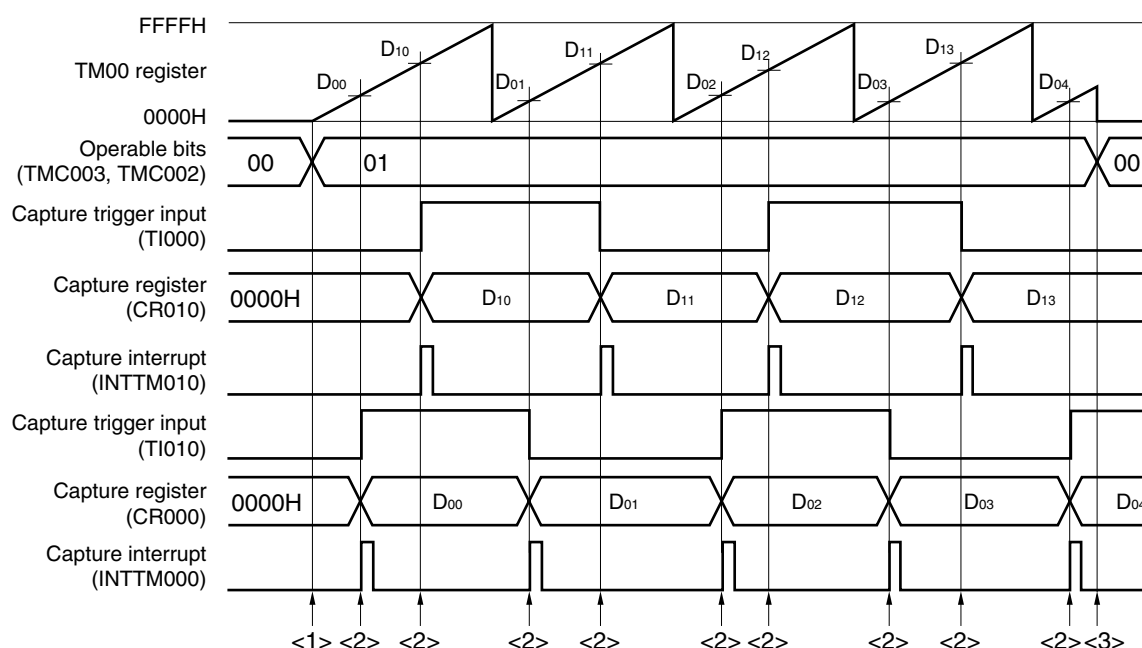 FFFFH
TM00 register
0000H
D10
D11
D12
D13
D00
D01
D02
D03
D04
Operable bits
(TMC003, TMC002)
00
01
00
Capture trigger input
(TI000)
Capture register
(CR010)
0000H
D10
D11
D12
D13
Capture interrupt
(INTTM010)
Capture trigger input
(TI010)
Capture register
(CR000)
0000H
D00
D01
D02
D03
D04
Capture interrupt
(INTTM000)
<1> <2> <2> <2> <2> <2> <2> <2> <2> <2> <3>